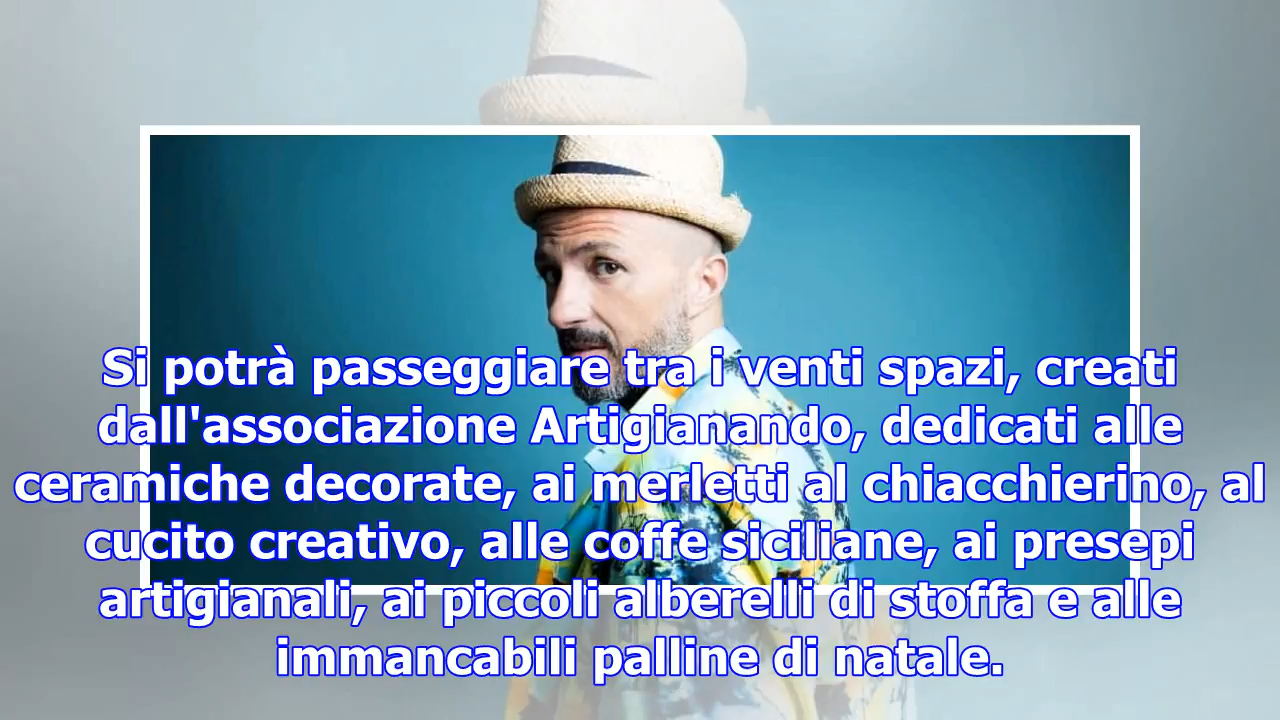 Si potrà passeggiare tra i venti spazi, creati
dall'associazione Artigianando, dedicati alle
ceramiche decorate, ai merletti al chiacchierino, al
cucito creativo, alle coffe siciliane, ai presepi
artigianali, ai piccoli alberelli di stoffa e alle
immancabili palline di natale.